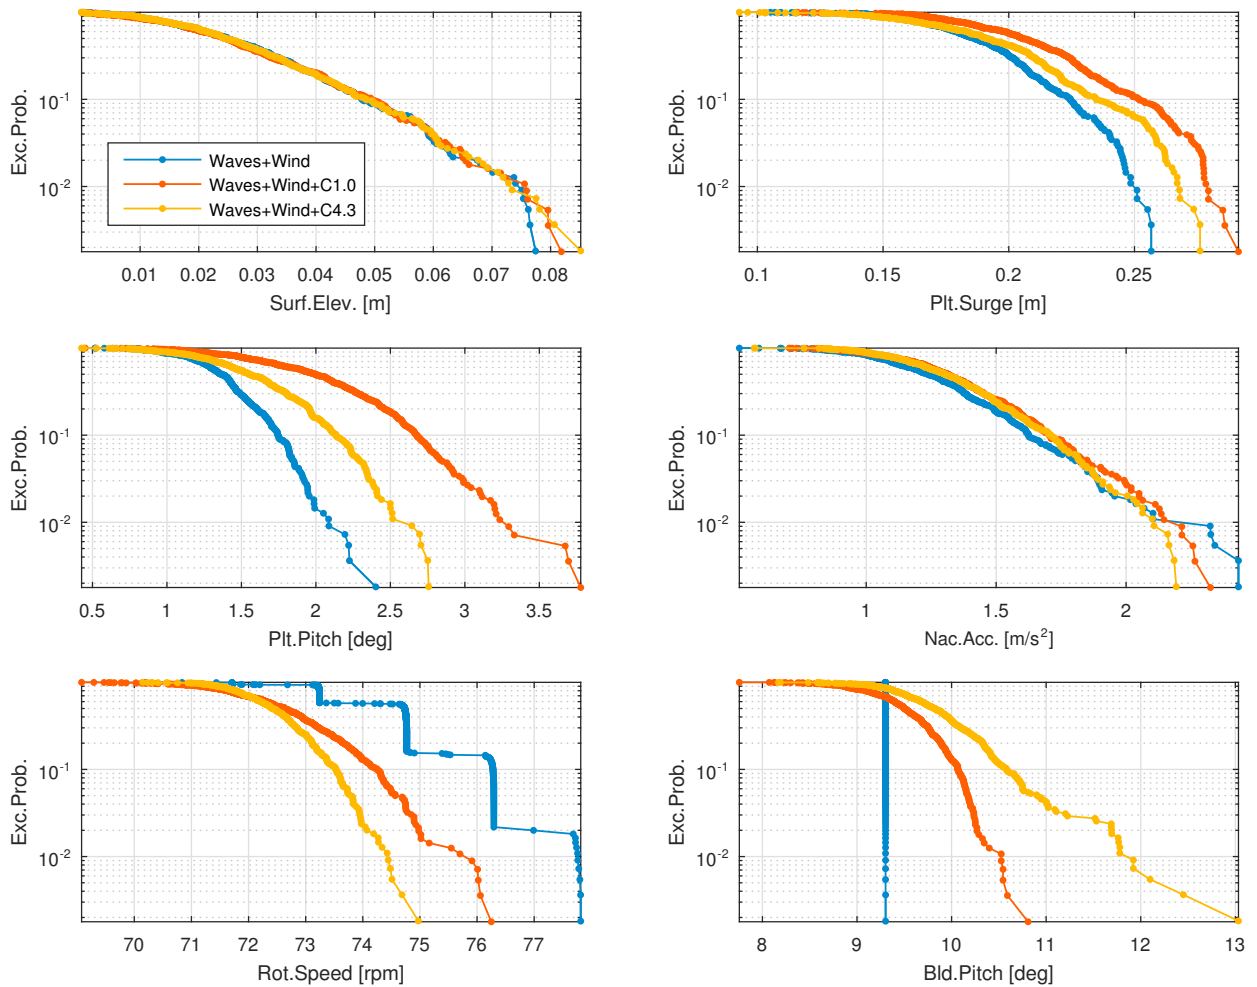 Exc.Prob.
10^-1
10^-2
0.01 0.02 0.03 0.04 0.05 0.06 0.07 0.08
Surf.Elev. [m]
Waves+Wind
Waves+Wind+C1.0
Waves+Wind+C4.3
Exc.Prob.
10^-1
10^-2
0.1 0.15 0.2 0.25
Plt.Surge [m]
Exc.Prob.
10^-1
10^-2
0.5 1 1.5 2 2.5 3 3.5
Plt.Pitch [deg]
Exc.Prob.
10^-1
10^-2
1 1.5 2
Nac.Acc. [m/s^2]
Exc.Prob.
10^-1
10^-2
70 71 72 73 74 75 76 77
Rot.Speed [rpm]
Exc.Prob.
10^-1
10^-2
8 9 10 11 12 13
Bld.Pitch [deg]